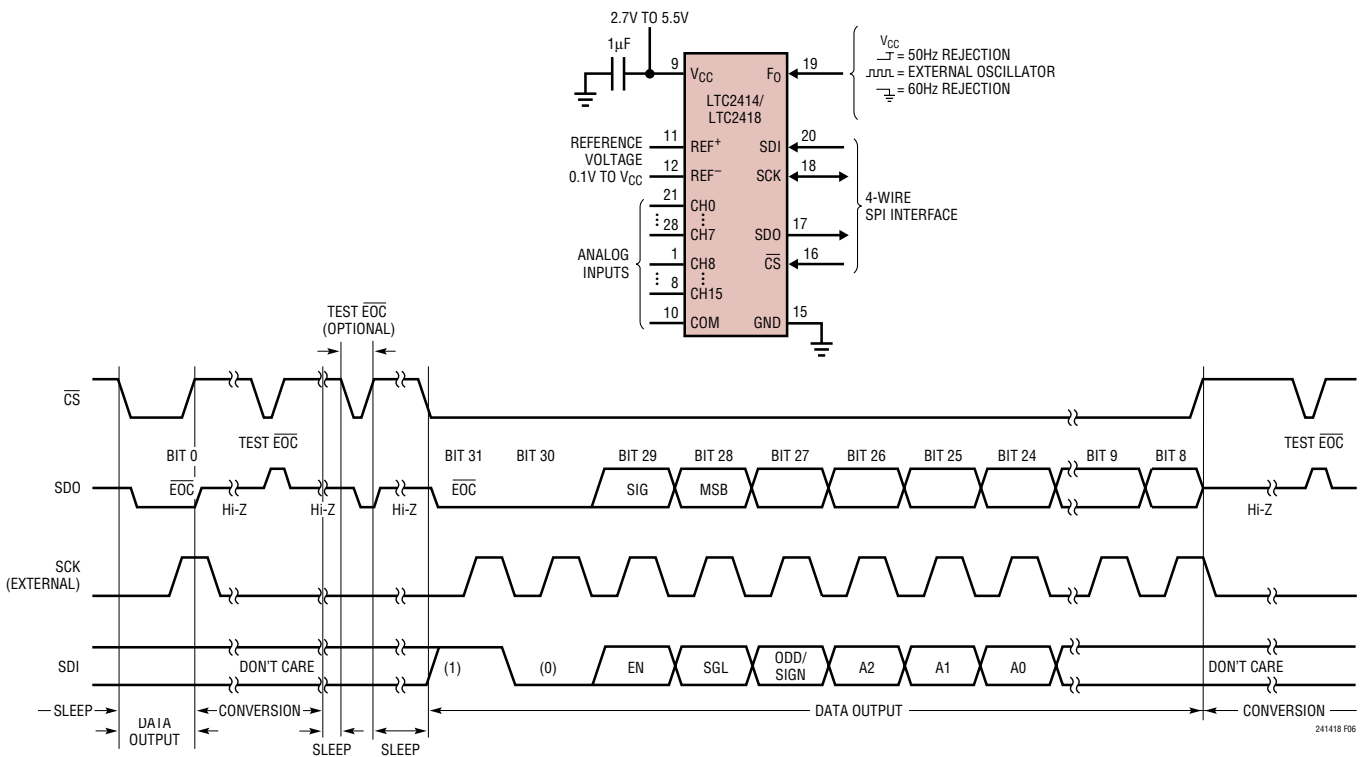 2.7V TO 5.5V
1µF
9
VCC
FO
19
VCC
= 50Hz REJECTION
= EXTERNAL OSCILLATOR
= 60Hz REJECTION
LTC2414/
LTC2418
REFERENCE
VOLTAGE
0.1V TO VCC
11
REF+
12
REF–
SDI
20
SCK
18
4-WIRE
SPI INTERFACE
ANALOG
INPUTS
21
CH0
28
CH7
1
CH8
8
CH15
10
COM
SDO
17
CS
16
GND
15
TEST EOC
(OPTIONAL)
CS
TEST EOC
TEST EOC
BIT 0
BIT 31
BIT 30
BIT 29
BIT 28
BIT 27
BIT 26
BIT 25
BIT 24
BIT 9
BIT 8
SDO
EOC
Hi-Z
Hi-Z
Hi-Z
EOC
SIG
MSB
Hi-Z
SCK
(EXTERNAL)
SDI
DON'T CARE
(1)
(0)
EN
SGL
ODD/
SIGN
A2
A1
A0
DON'T CARE
SLEEP
DATA
OUTPUT
CONVERSION
SLEEP
SLEEP
DATA OUTPUT
CONVERSION
241418 F06